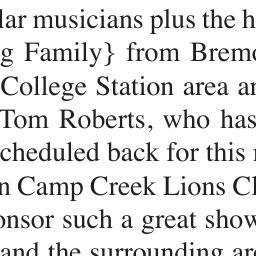 lar musicians plus the h
g Family} from Bremo
College Station area an
Tom Roberts, who has
cheduled back for this
n Camp Creek Lions Cl
onsor such a great show
and the surrounding are